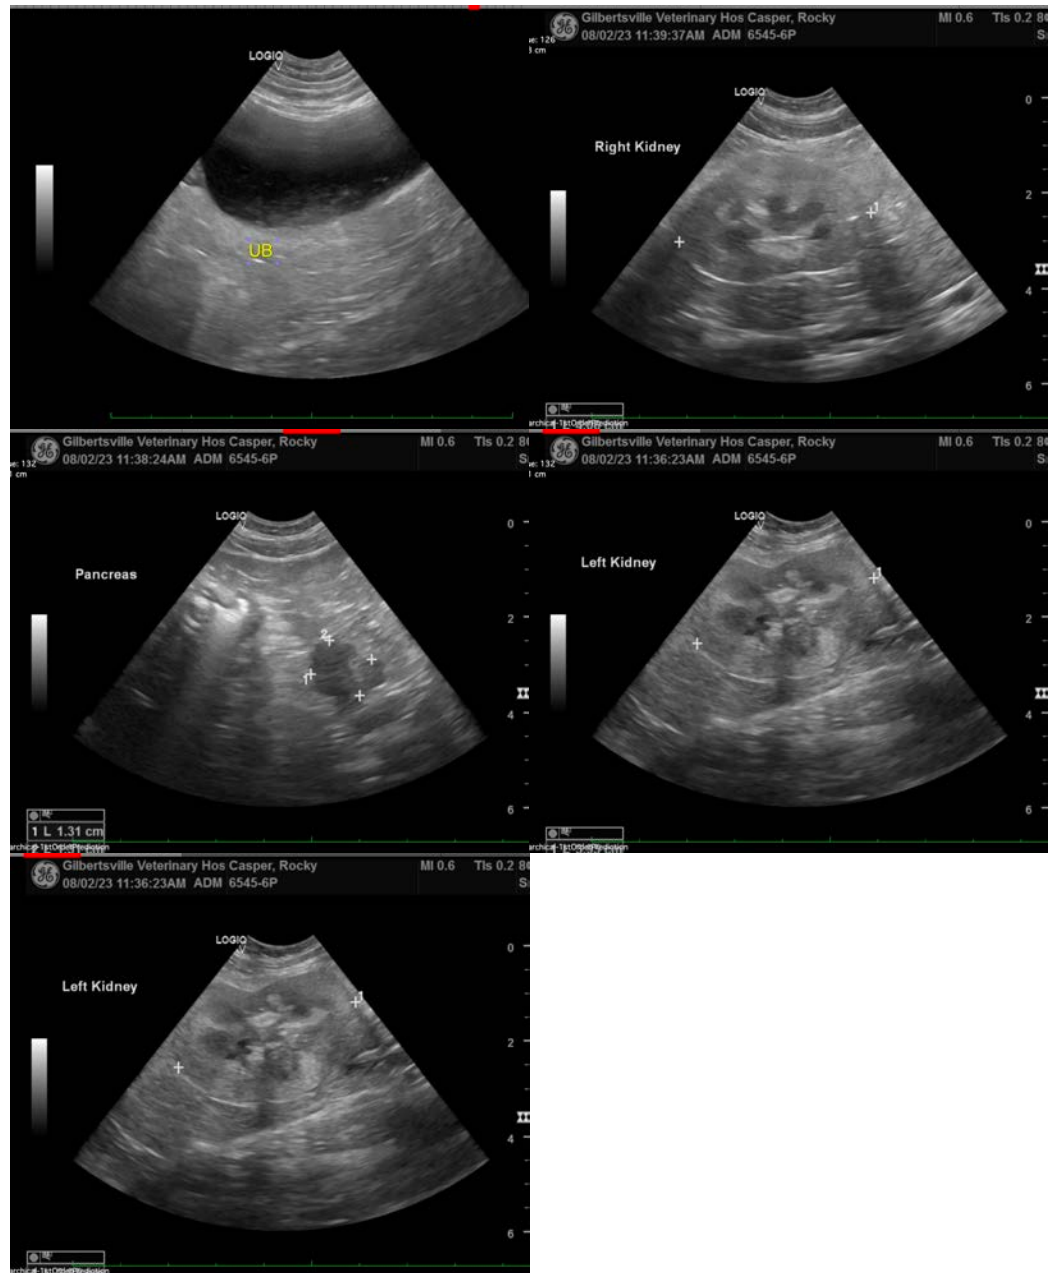 LOGIQ
UB
Gilbertsville Veterinary Hos Casper, Rocky
MI 0.6 TIs 0.2
08/02/23 11:39:37AM ADM 6545-6P
LOGIQ
Right Kidney
0
1
2
4
6
Gilbertsville Veterinary Hos Casper, Rocky
MI 0.6 TIs 0.2
08/02/23 11:38:24AM ADM 6545-6P
LOGIQ
0
Pancreas
2
2
1
4
6
1 L 1.31 cm
Gilbertsville Veterinary Hos Casper, Rocky
MI 0.6 TIs 0.2
08/02/23 11:36:23AM ADM 6545-6P
LOGIQ
0
Left Kidney
1
2
4
6
Gilbertsville Veterinary Hos Casper, Rocky
MI 0.6 TIs 0.2
08/02/23 11:36:23AM ADM 6545-6P
LOGIQ
0
Left Kidney
1
2
4
6